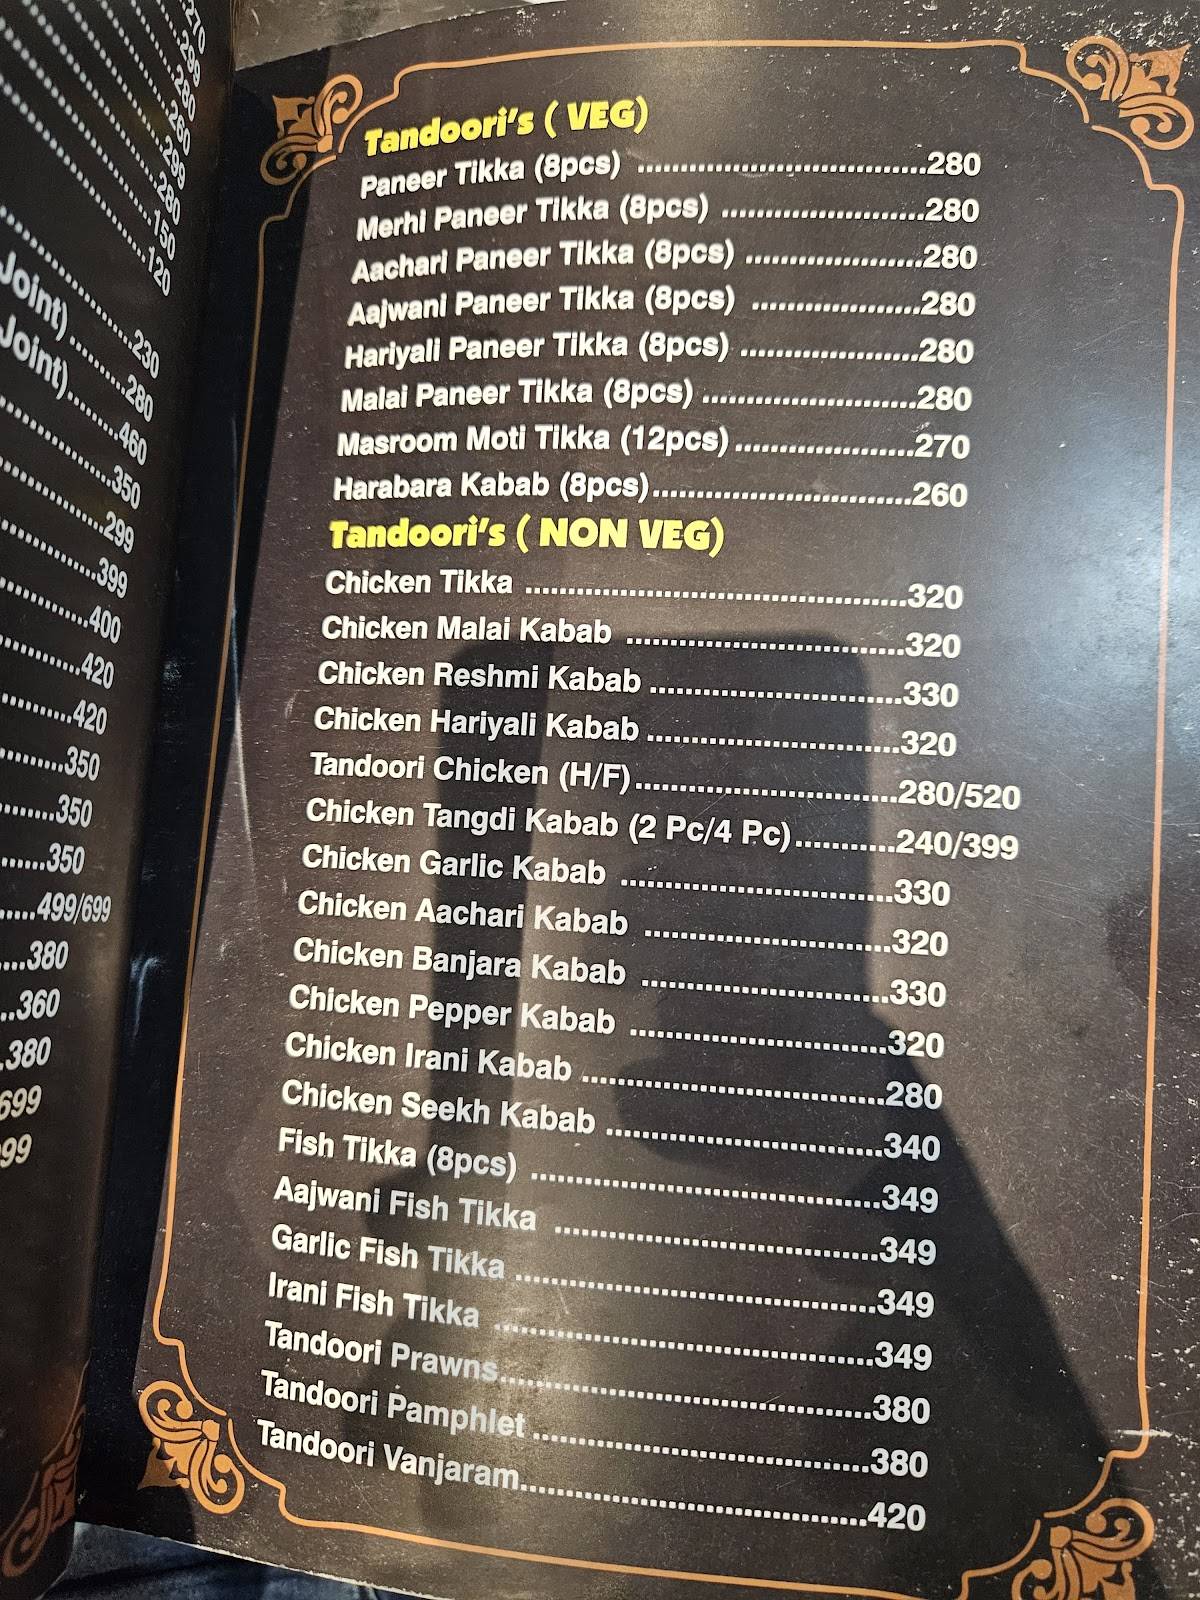 270
299
280
260
299
280
150
120
230
Joint)..........280
Joint).........460
350
299
399
400
420
420
350
350
350
499/699
380
360
380
699
99
Tandoori's ( VEG)
Paneer Tikka (8pcs) .................................280
Merhi Paneer Tikka (8pcs) .......................280
Aachari Paneer Tikka (8pcs) ....................280
Aajwani Paneer Tikka (8pcs) ...................280
Hariyali Paneer Tikka (8pcs) ....................280
Malai Paneer Tikka (8pcs) ........................280
Masroom Moti Tikka (12pcs) ....................270
Harabara Kabab (8pcs)..............................260
Tandoori's ( NON VEG)
Chicken Tikka ............................................320
Chicken Malai Kabab ................................320
Chicken Reshmi Kabab .............................330
Chicken Hariyali Kabab .............................320
Tandoori Chicken (H/F)..............................280/520
Chicken Tangdi Kabab (2 Pc/4 Pc)............240/399
Chicken Garlic Kabab ...............................330
Chicken Aachari Kabab ............................320
Chicken Banjara Kabab ............................330
Chicken Pepper Kabab .............................320
Chicken Irani Kabab ..................................280
Chicken Seekh Kabab ...............................340
Fish Tikka (8pcs) .......................................349
Aajwani Fish Tikka .....................................349
Garlic Fish Tikka .........................................349
Irani Fish Tikka ...........................................349
Tandoori Prawns..........................................380
Tandoori Pamphlet ......................................380
Tandoori Vanjaram.......................................420